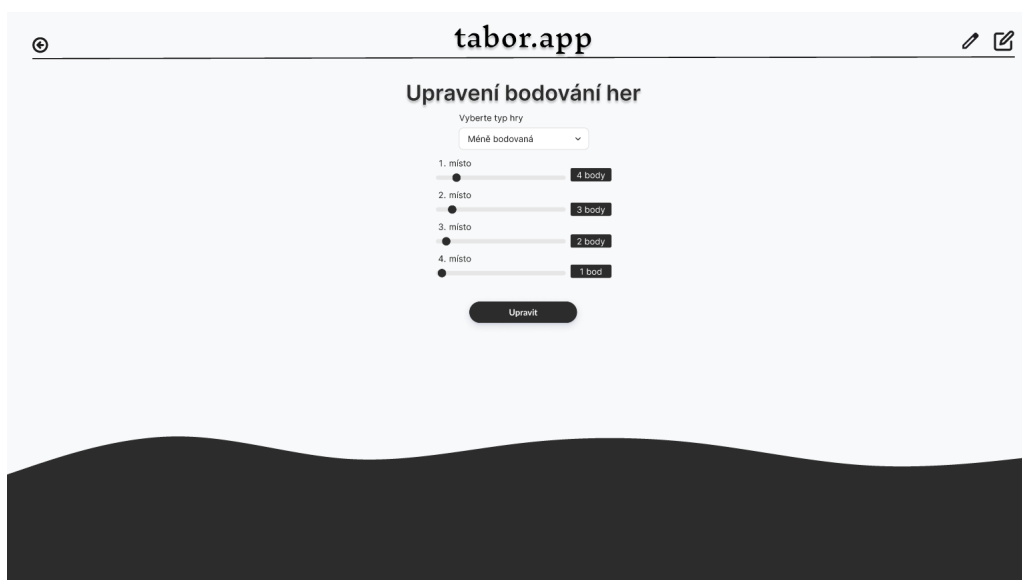 tabor.app
Upravení bodování her
Vyberte typ hry
Méně bodovaná
1. místo
4 body
2. místo
3 body
3. místo
2 body
4. místo
1 bod
Upravit